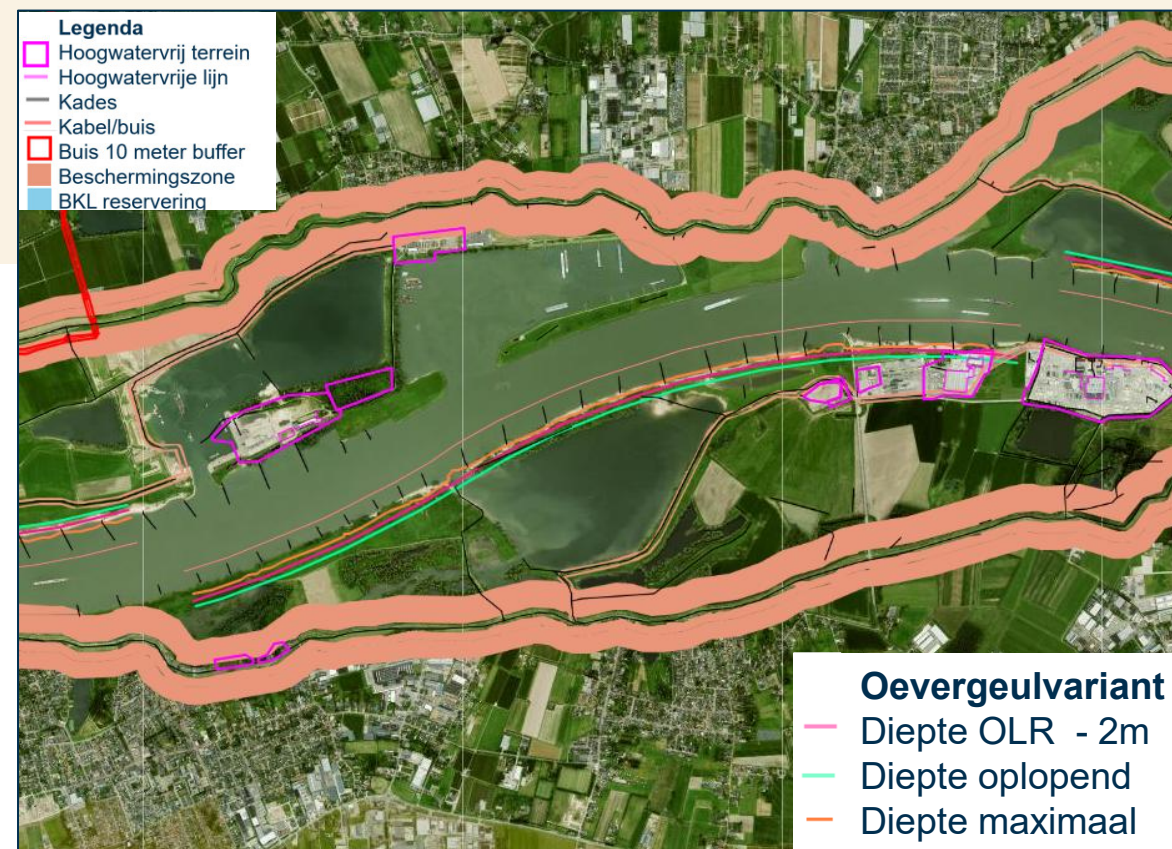 Legenda
Hoogwatervrij terrein
Hoogwatervrije lijn
Kades
Kabel/buis
Buis 10 meter buffer
Beschermingszone
BKL reservering
Oevergeulvariant
Diepte OLR - 2m
Diepte oplopend
Diepte maximaal